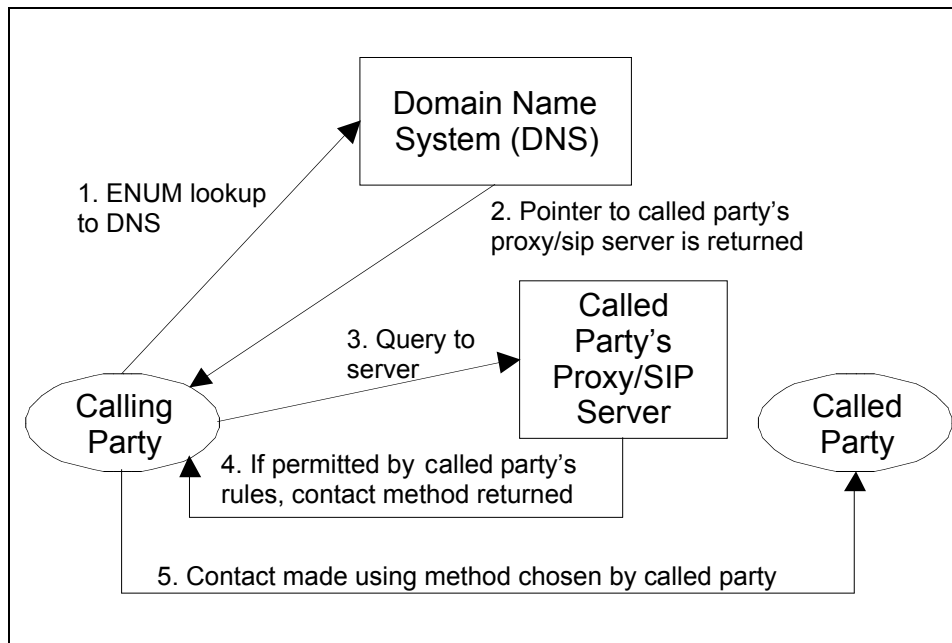 Domain Name
System (DNS)
1. ENUM lookup
to DNS
2. Pointer to called party’s
proxy/sip server is returned
Called
Party’s
Proxy/SIP
Server
3. Query to
server
Calling
Party
Called
Party
4. If permitted by called party’s
rules, contact method returned
5. Contact made using method chosen by called party